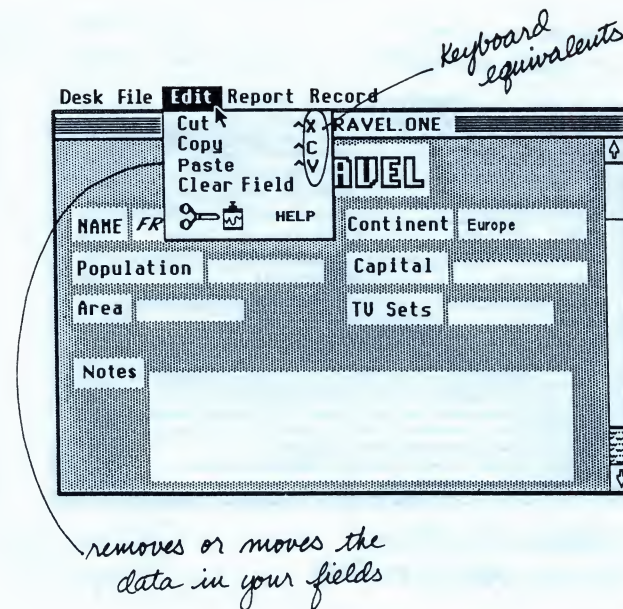 Keyboard
equivalents
Desk File Edit Report Record
RAVEL.ONE
Cut ^X
Copy ^C
Paste ^V
Clear Field
HELP
AVEL
NAME FR
Continent Europe
Population
Capital
Area
TV Sets
Notes
removes or moves the
data in your fields